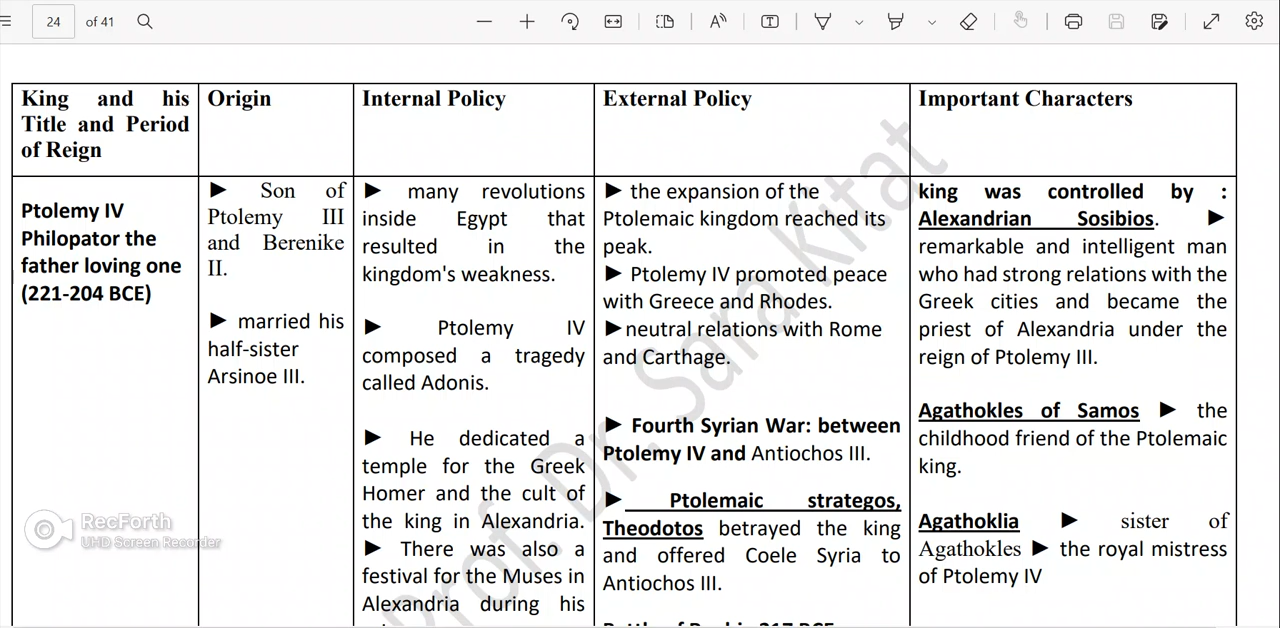 24 of 41
King and his
Title and Period
of Reign
Origin
Internal Policy
External Policy
Important Characters
Ptolemy IV
Philopator the
father loving one
(221-204 BCE)
► Son of
Ptolemy III
and Berenike
II.
► married his
half-sister
Arsinoe III.
► many revolutions
inside Egypt that
resulted in the
kingdom's weakness.
► Ptolemy IV
composed a tragedy
called Adonis.
► He dedicated a
temple for the Greek
Homer and the cult of
the king in Alexandria.
► There was also a
festival for the Muses in
Alexandria during his
► the expansion of the
Ptolemaic kingdom reached its
peak.
► Ptolemy IV promoted peace
with Greece and Rhodes.
►neutral relations with Rome
and Carthage.
► Fourth Syrian War: between
Ptolemy IV and Antiochos III.
► Ptolemaic strategos,
Theodotos betrayed the king
and offered Coele Syria to
Antiochos III.
217 BCE
king was controlled by :
Alexandrian Sosibios. ►
remarkable and intelligent man
who had strong relations with the
Greek cities and became the
priest of Alexandria under the
reign of Ptolemy III.
Agathokles of Samos ► the
childhood friend of the Ptolemaic
king.
Agathoklia ► sister of
Agathokles ► the royal mistress
of Ptolemy IV
Prof. Dr. Sara Kitat
RecForth
UHD Screen Recorder